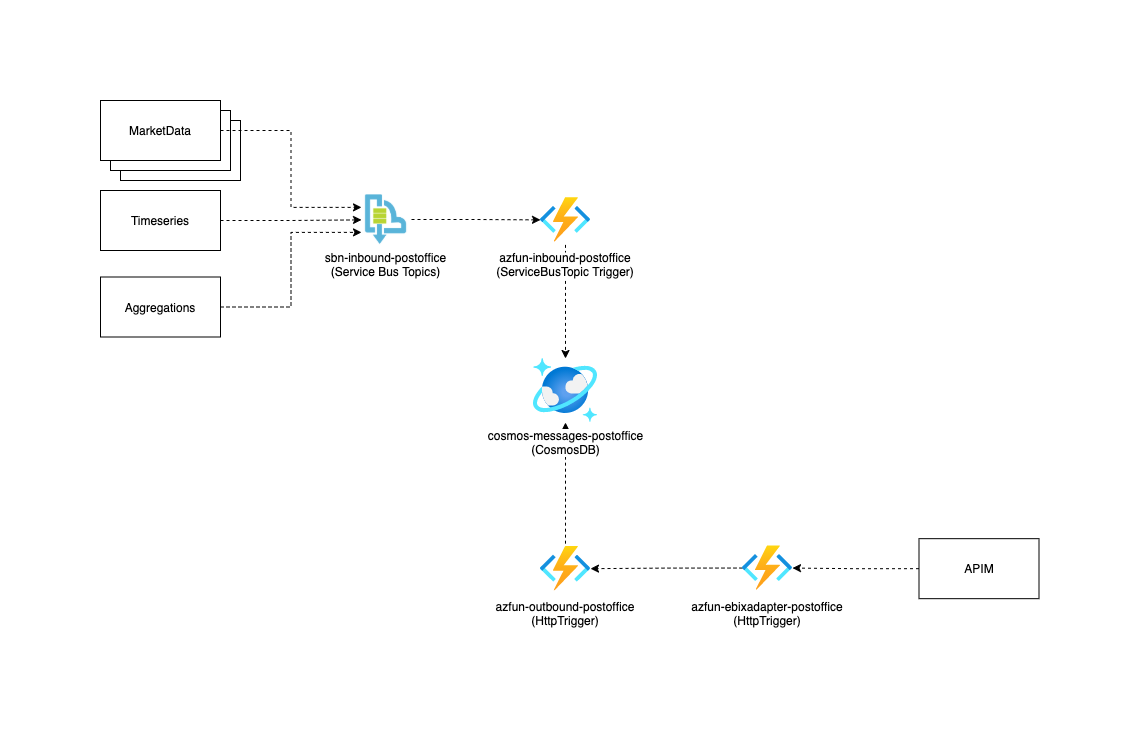 MarketData
Timeseries
Aggregations
sbn-inbound-postoffice
(Service Bus Topics)
azfun-inbound-postoffice
(ServiceBusTopic Trigger)
cosmos-messages-postoffice
(CosmosDB)
azfun-outbound-postoffice
(HttpTrigger)
azfun-ebixadapter-postoffice
(HttpTrigger)
APIM